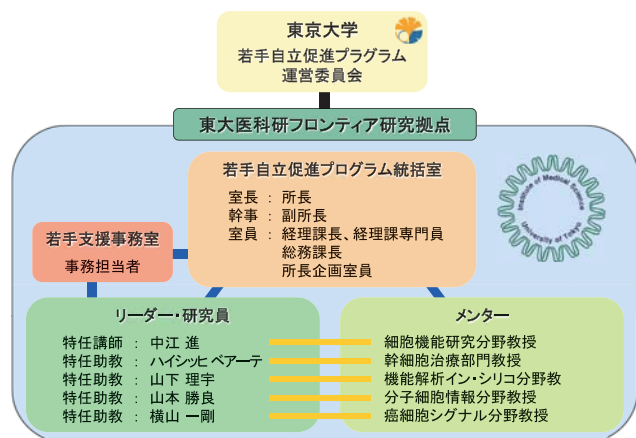 東京大学
若手自立促進プラグラム
運営委員会
東大医科研フロンティア研究拠点
若手自立促進プログラム統括室
室長 ： 所長
幹事 ： 副所長
室員 ： 経理課長、経理課専門員
総務課長
所長企画室員
Institute of Medical Science
University of Tokyo
若手支援事務室
事務担当者
リーダー・研究員
特任講師 ： 中江 進
特任助教 ： ハイシッヒ ベアーテ
特任助教 ： 山下 理宇
特任助教 ： 山本 勝良
特任助教 ： 横山 一剛
メンター
細胞機能研究分野教授
幹細胞治療部門教授
機能解析イン・シリコ分野教
分子細胞情報分野教授
癌細胞シグナル分野教授